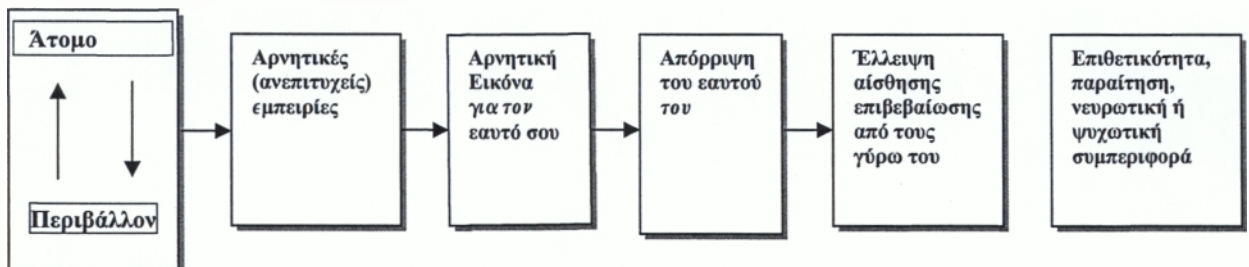 Άτομο
Περιβάλλον
Αρνητικές
(ανεπιτυχείς)
εμπειρίες
Αρνητική
Εικόνα
για τον
εαυτό σου
Απόρριψη
του εαυτού
του
Έλλειψη
αίσθησης
επιβεβαίωσης
από τους
γύρω του
Επιθετικότητα,
παραίτηση,
νευρωτική ή
ψυχωτική
συμπεριφορά